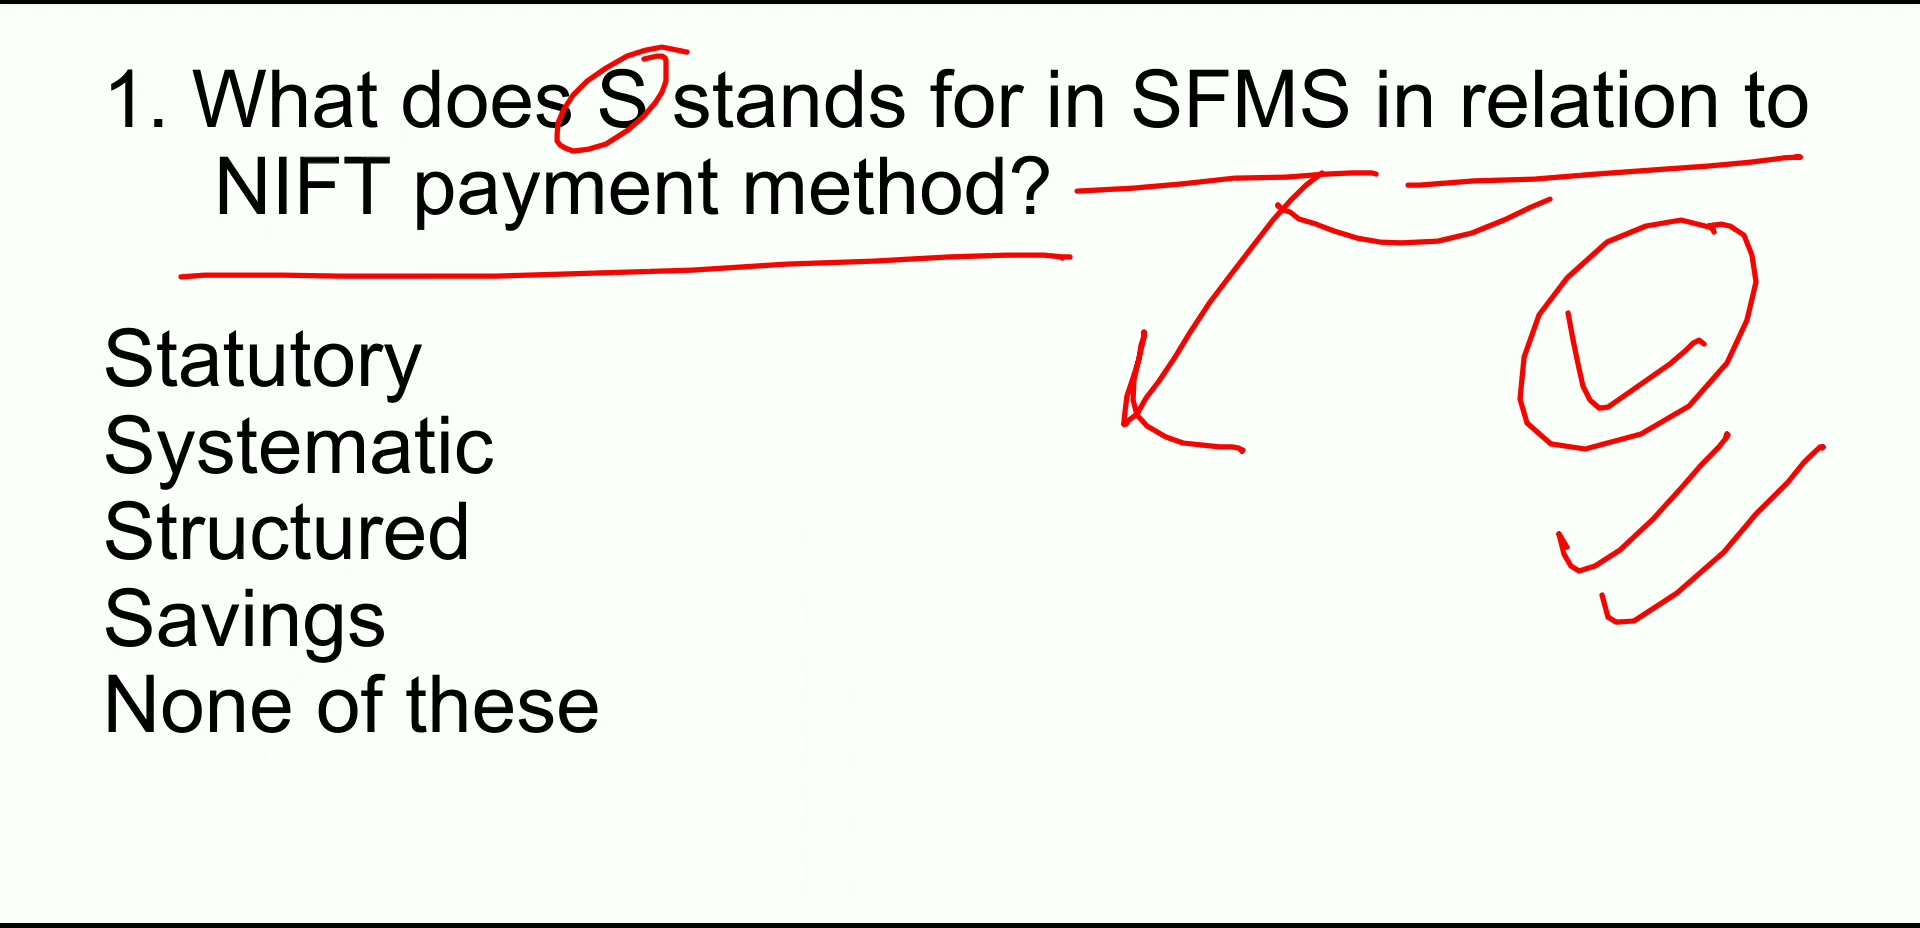 1. What does S stands for in SFMS in relation to
NIFT payment method?
Statutory
Systematic
Structured
Savings
None of these